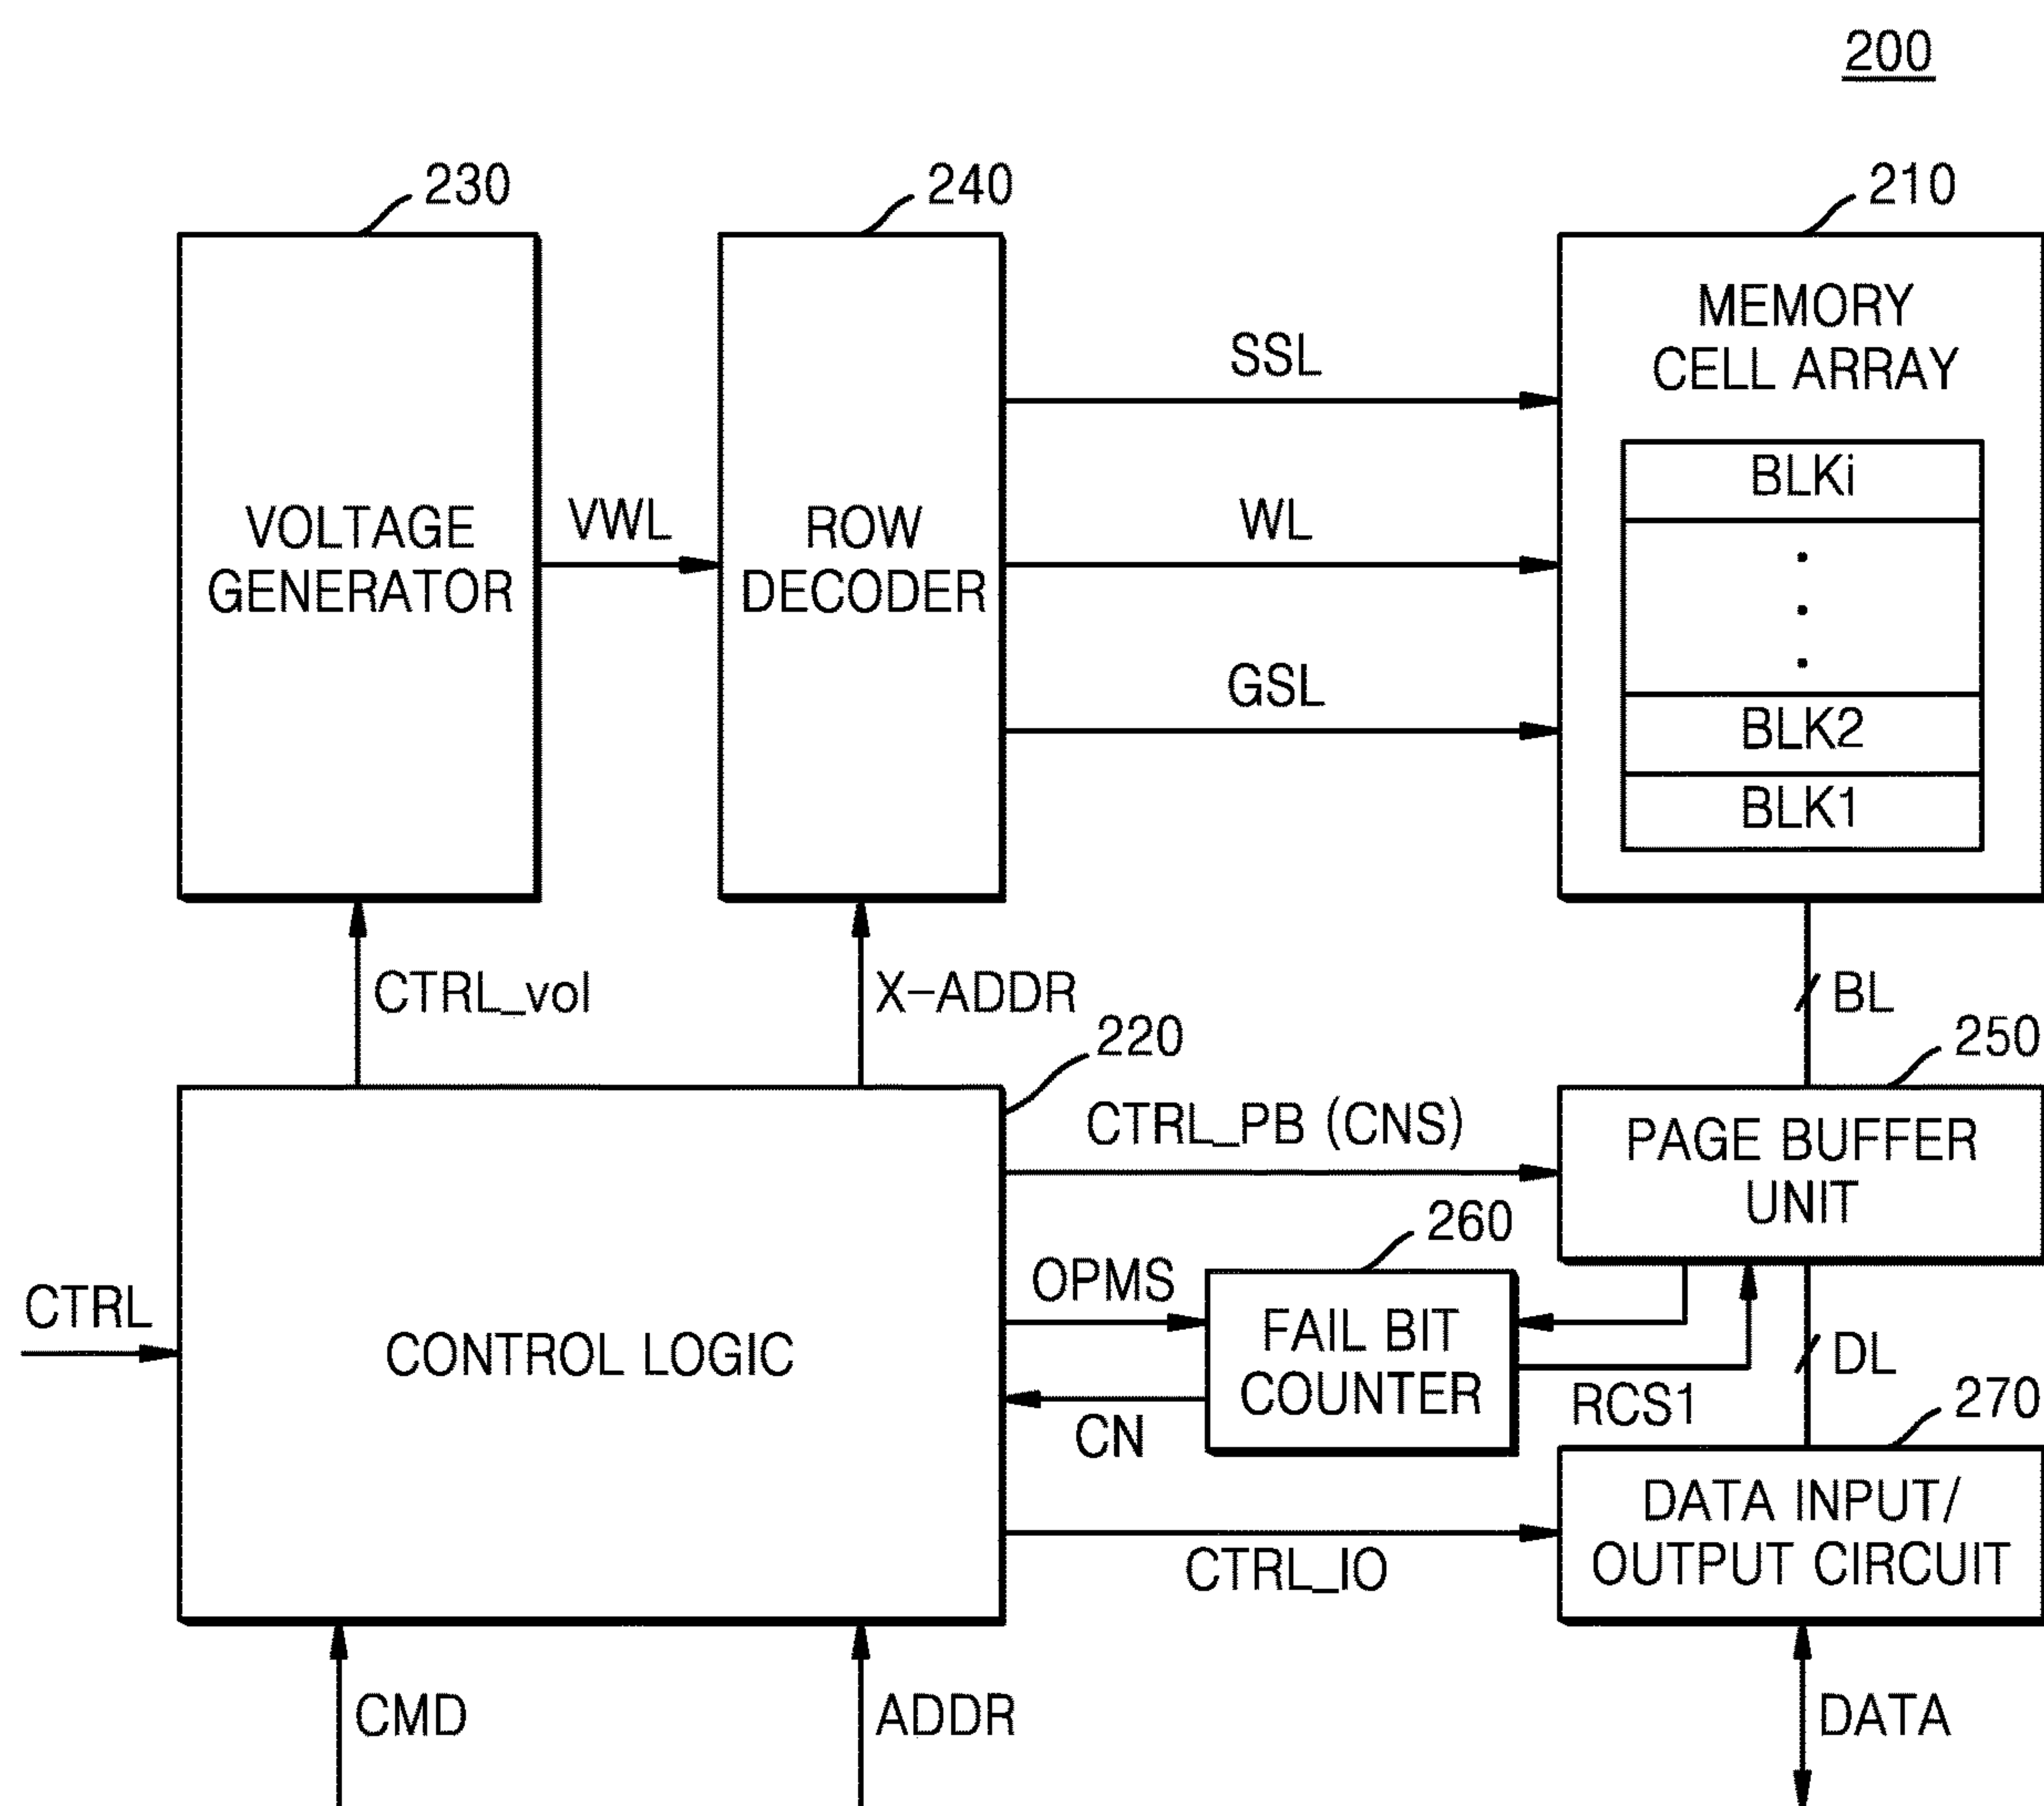 200
230
240
210
VOLTAGE
GENERATOR
VWL
ROW
DECODER
SSL
WL
GSL
MEMORY
CELL ARRAY
BLKi
BLK2
BLK1
CTRL_vol
X-ADDR
BL
220
250
CTRL_PB (CNS)
PAGE BUFFER
UNIT
260
CTRL
CONTROL LOGIC
OPMS
CN
FAIL BIT
COUNTER
RCS1
DL
270
CTRL_IO
DATA INPUT/
OUTPUT CIRCUIT
CMD
ADDR
DATA